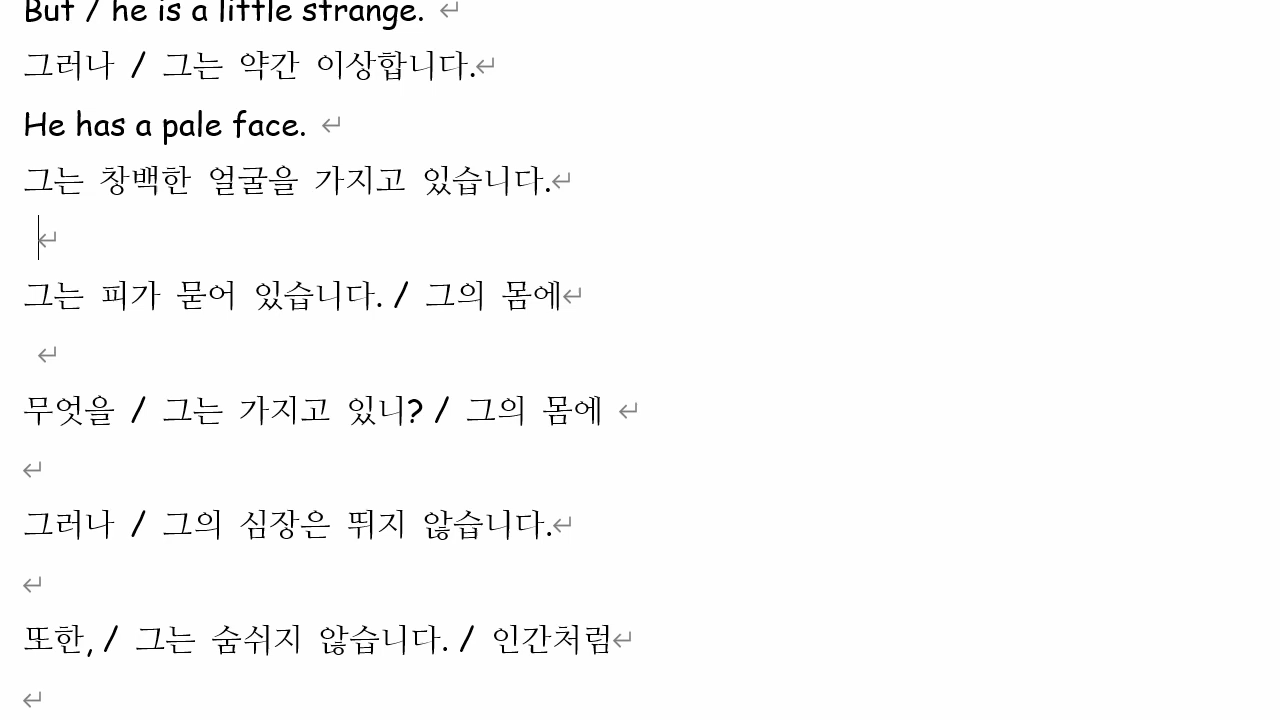 But / he is a little strange.
그러나 / 그는 약간 이상합니다.
He has a pale face.
그는 창백한 얼굴을 가지고 있습니다.
그는 피가 묻어 있습니다. / 그의 몸에
무엇을 / 그는 가지고 있니? / 그의 몸에
그러나 / 그의 심장은 뛰지 않습니다.
또한, / 그는 숨쉬지 않습니다. / 인간처럼